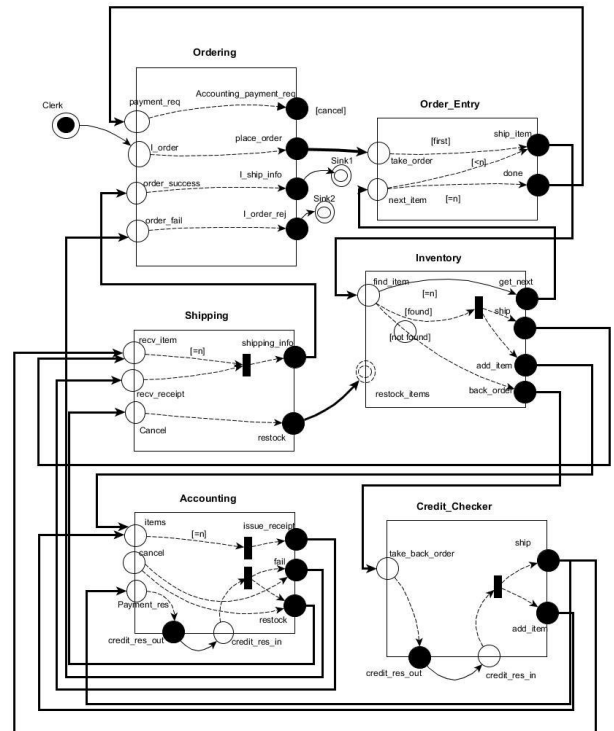 Ordering
Clerk
payment_req
Accounting_payment_req
[cancel]
I_order
place_order
order_success
I_ship_info
Sink1
order_fail
I_order_rej
Sink2
Order_Entry
[first]
ship_item
take_order
[<n]
done
next_item
[=n]
Inventory
find_item
get_next
[=n]
[found]
ship
[not found]
add_item
restock_items
back_order
Shipping
recv_item
[=n]
shipping_info
recv_receipt
Cancel
restock
Accounting
items
issue_receipt
[=n]
cancel
fail
Payment_res
restock
credit_res_out
credit_res_in
Credit_Checker
ship
take_back_order
add_item
credit_res_out
credit_res_in